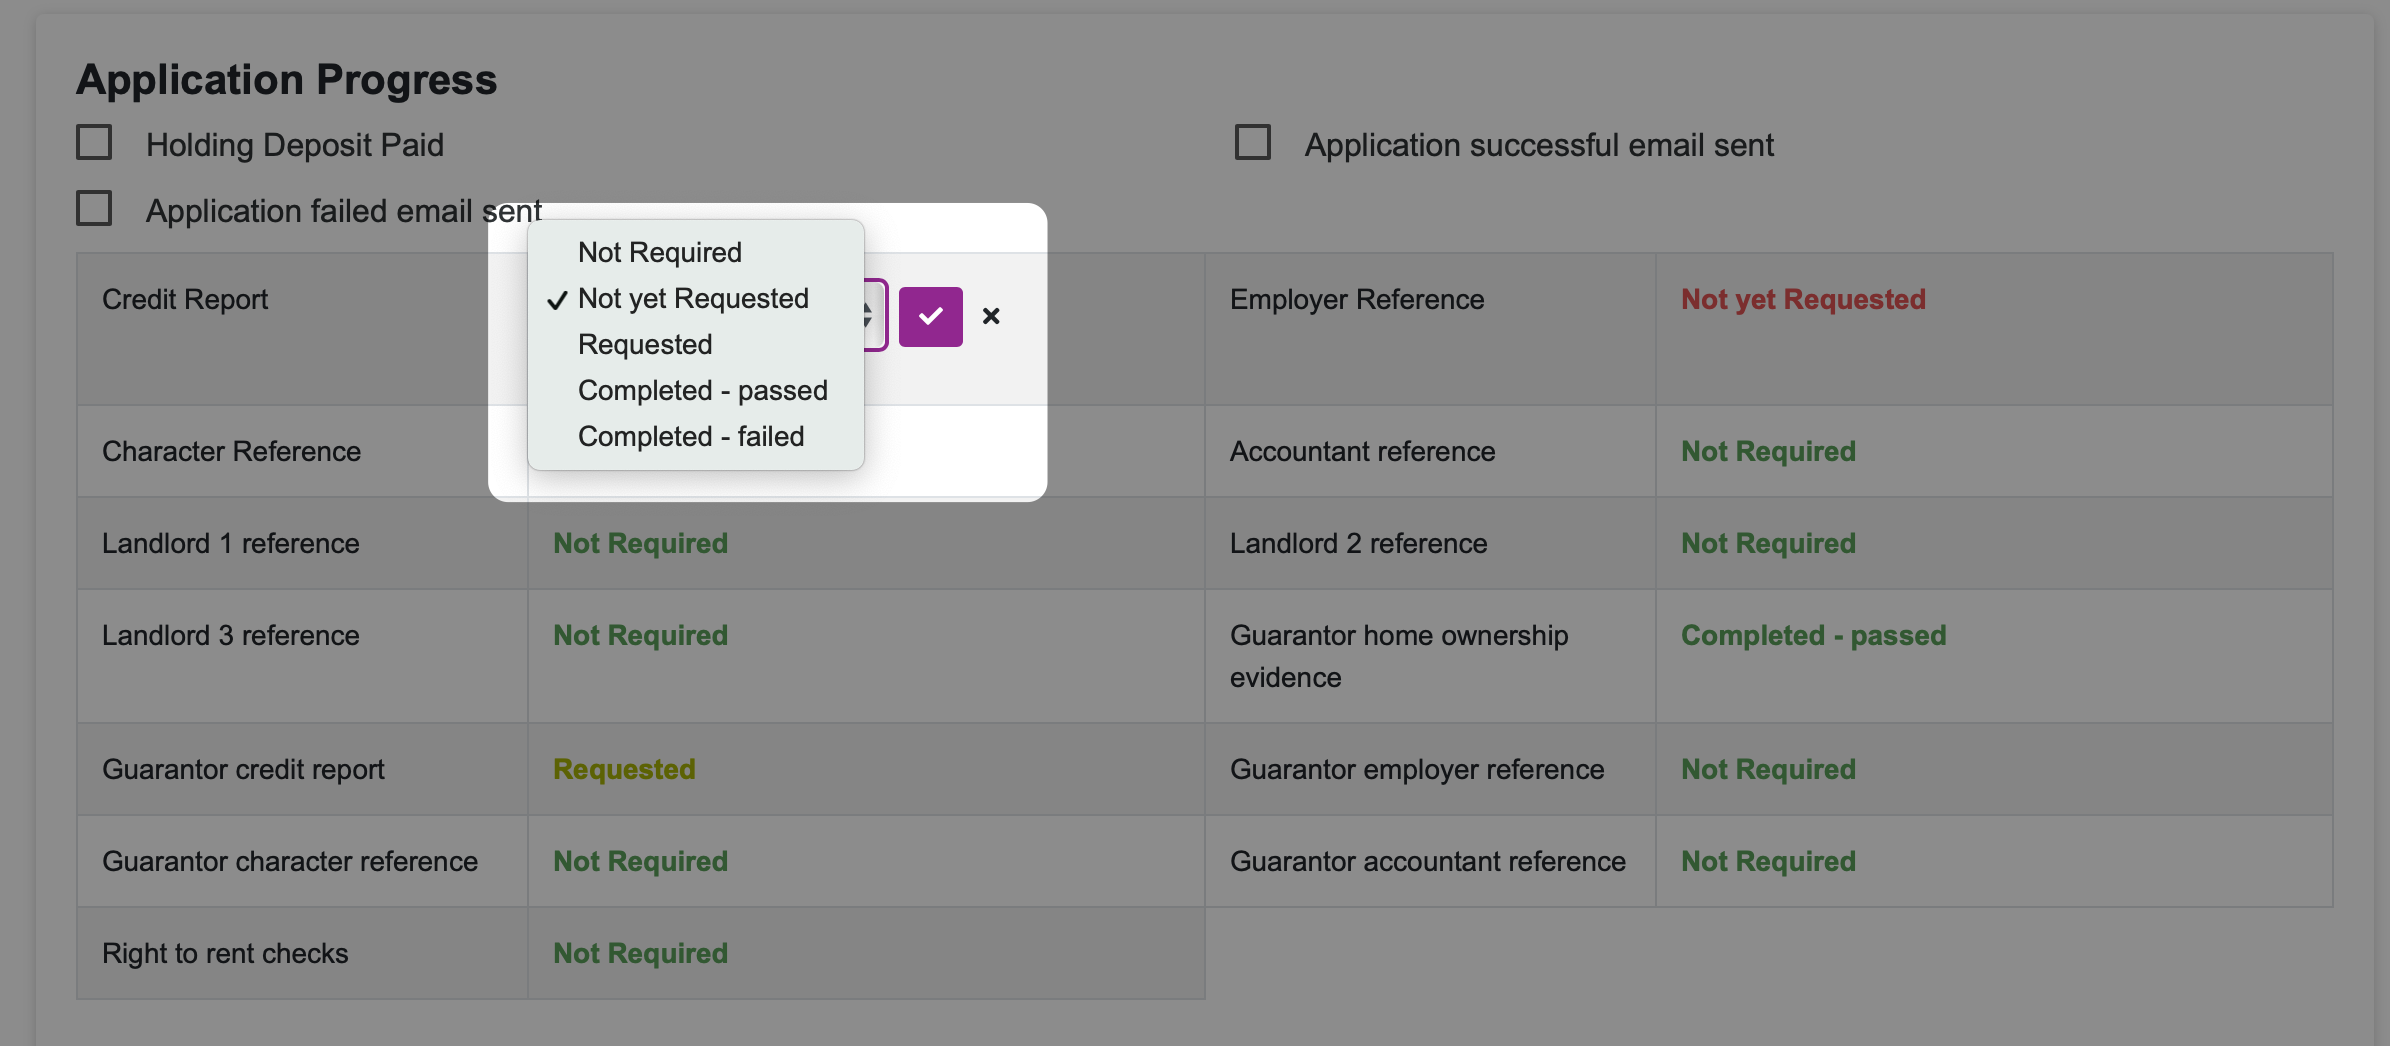 Application Progress
Holding Deposit Paid
Application successful email sent
Application failed email sent
Not Required
Not yet Requested
Requested
Completed - passed
Completed - failed
Credit Report
Employer Reference
Not yet Requested
Character Reference
Accountant reference
Not Required
Landlord 1 reference
Not Required
Landlord 2 reference
Not Required
Landlord 3 reference
Not Required
Guarantor home ownership
evidence
Completed - passed
Guarantor credit report
Requested
Guarantor employer reference
Not Required
Guarantor character reference
Not Required
Guarantor accountant reference
Not Required
Right to rent checks
Not Required